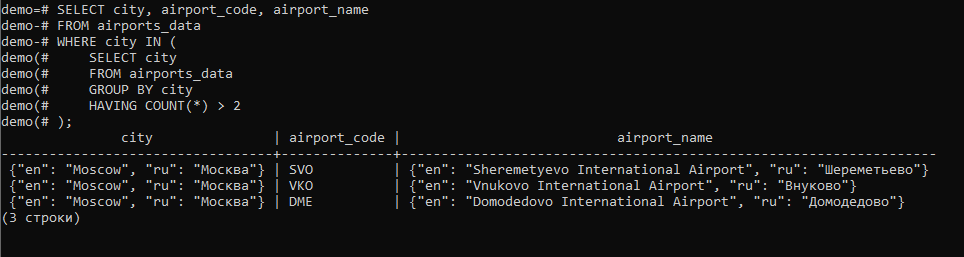 demo=# SELECT city, airport_code, airport_name
demo-# FROM airports_data
demo-# WHERE city IN (
demo(#     SELECT city
demo(#     FROM airports_data
demo(#     GROUP BY city
demo(#     HAVING COUNT(*) > 2
demo(# );
              city               | airport_code |                           airport_name
---------------------------------+--------------+-------------------------------------------------------------------
 {"en": "Moscow", "ru": "Москва"} | SVO          | {"en": "Sheremetyevo International Airport", "ru": "Шереметьево"}
 {"en": "Moscow", "ru": "Москва"} | VKO          | {"en": "Vnukovo International Airport", "ru": "Внуково"}
 {"en": "Moscow", "ru": "Москва"} | DME          | {"en": "Domodedovo International Airport", "ru": "Домодедово"}
(3 строки)